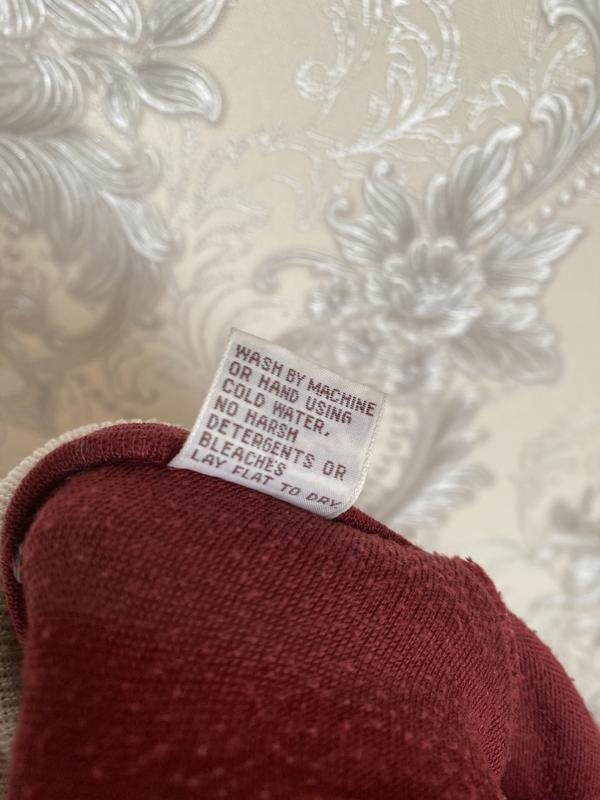 WASH BY MACHINE
OR HAND USING
COLD WATER.
NO HARSH
DETERGENTS OR
BLEACHES
LAY FLAT TO DRY.